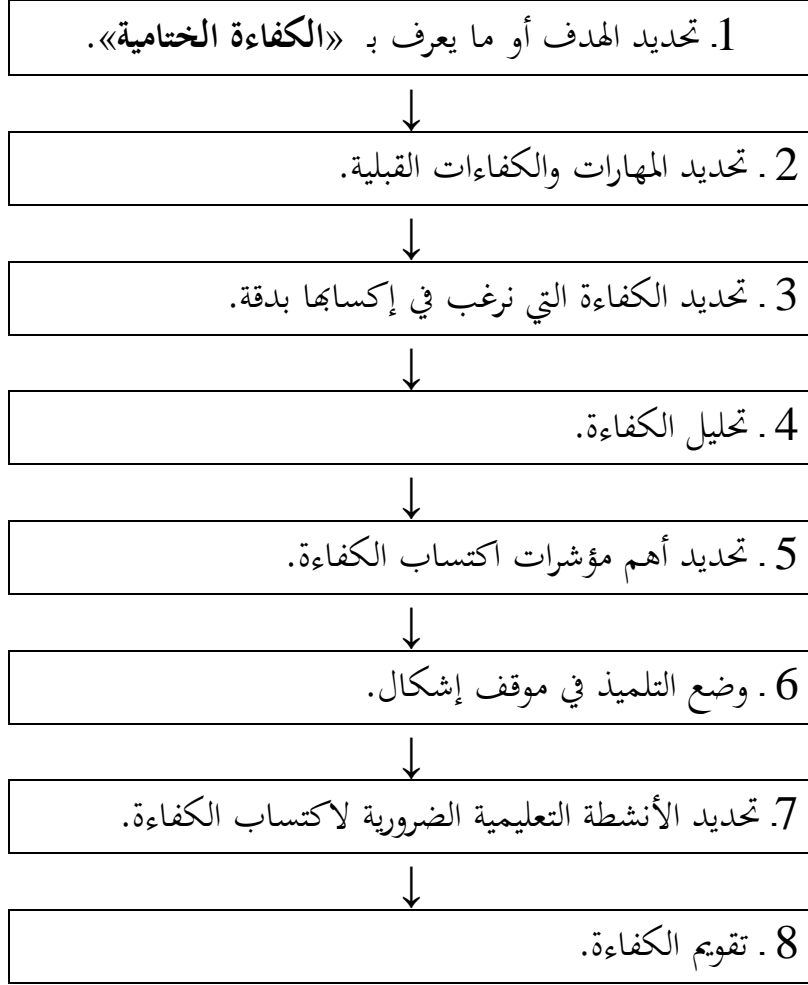 1. تحديد الهدف أو ما يعرف بـ «الكفاءة الختامية».
↓
2 . تحديد المهارات والكفاءات القبلية.
↓
3 . تحديد الكفاءة التي نرغب في إكسابها بدقة.
↓
4 . تحليل الكفاءة.
↓
5 . تحديد أهم مؤشرات اكتساب الكفاءة.
↓
6 . وضع التلميذ في موقف إشكال.
↓
7. تحديد الأنشطة التعليمية الضرورية لاكتساب الكفاءة.
↓
8 . تقويم الكفاءة.